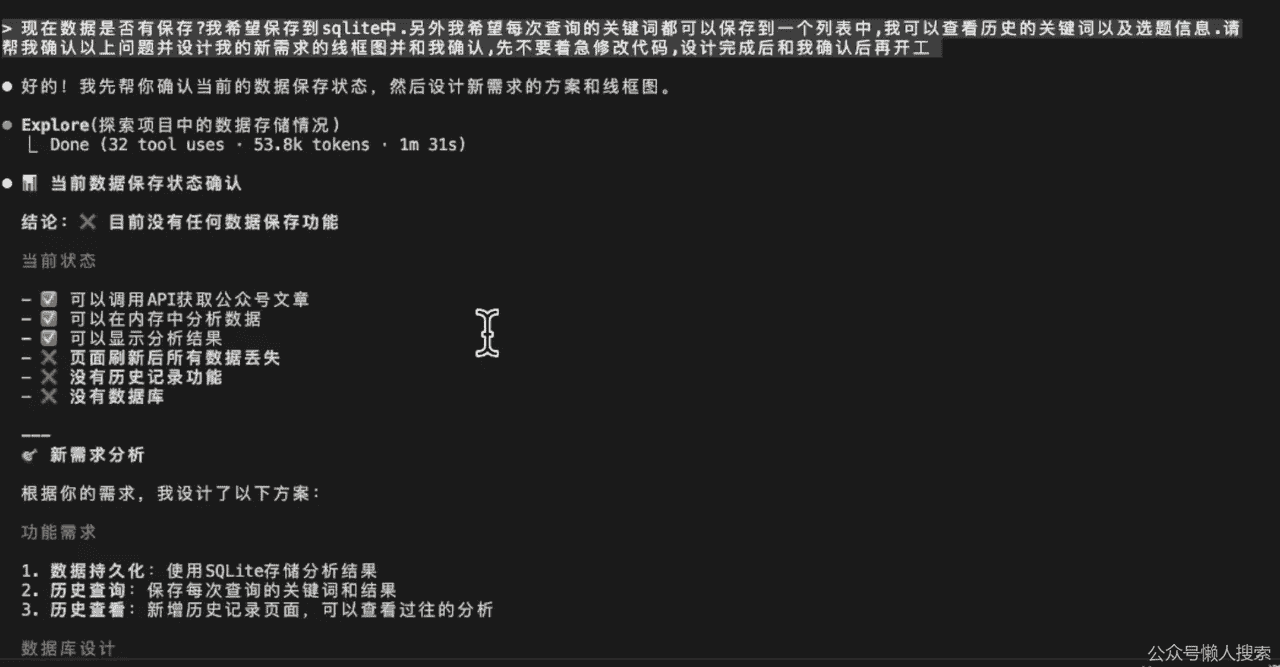 > 现在数据是否有保存?我希望保存到sqlite中.另外我希望每次查询的关键词都可以保存到一个列表中,我可以查看历史的关键词以及选题信息.请
帮我确认以上问题并设计我的新需求的线框图并和我确认,先不要着急修改代码,设计完成后和我确认后再开工
● 好的! 我先帮你确认当前的数据保存状态, 然后设计新需求的方案和线框图。
● Explore(探索项目中的数据存储情况)
⎿ Done (32 tool uses · 53.8k tokens · 1m 31s)
● 📊 当前数据保存状态确认
结论: ❌ 目前没有任何数据保存功能
当前状态
- ✅ 可以调用API获取公众号文章
- ✅ 可以在内存中分析数据
- ✅ 可以显示分析结果
- ❌ 页面刷新后所有数据丢失
- ❌ 没有历史记录功能
- ❌ 没有数据库
---
🎯 新需求分析
根据你的需求, 我设计了以下方案:
功能需求
1. 数据持久化: 使用SQLite存储分析结果
2. 历史查询: 保存每次查询的关键词和结果
3. 历史查看: 新增历史记录页面, 可以查看过往的分析
数据库设计
公众号懒人搜索